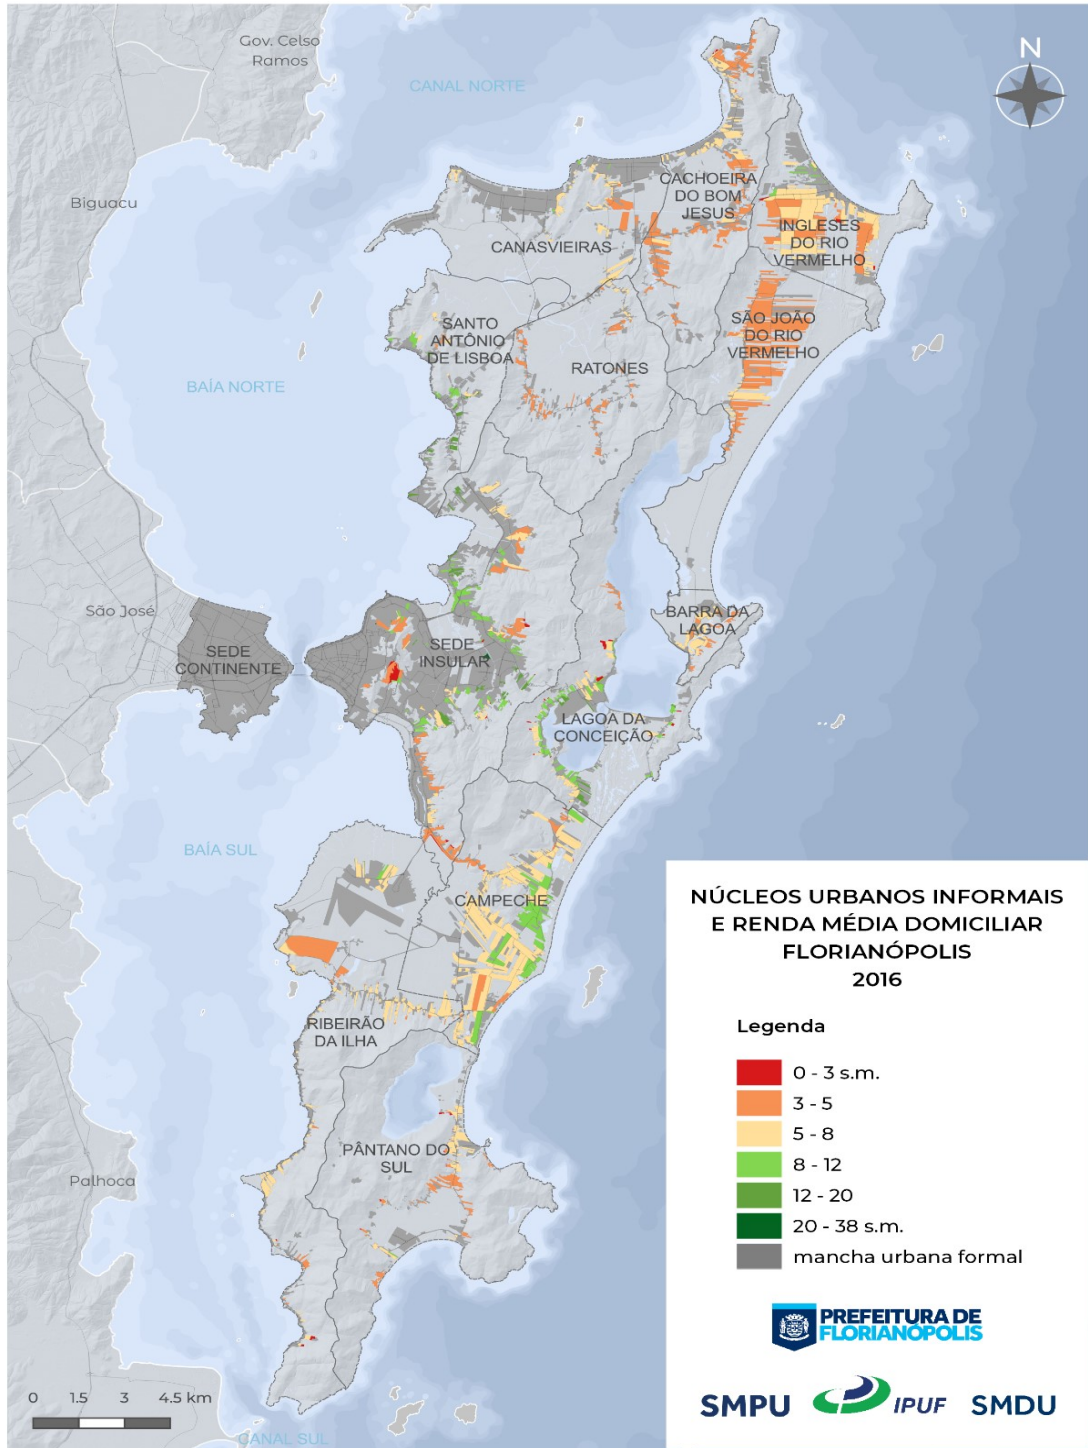 Gov. Celso
Ramos
N
CANAL NORTE
CACHOEIRA
DO BOM
JESUS
Biguacu
INGLESES
DO RIO
VERMELHO
CANASVIEIRAS
SANTO
ANTÔNIO
DE LISBOA
SÃO JOÃO
DO RIO
VERMELHO
RATONES
BAÍA NORTE
São José
BARRA DA
LAGOA
SEDE
CONTINENTE
SEDE
INSULAR
LAGOA DA
CONCEIÇÃO
BAÍA SUL
CAMPECHE
RIBEIRÃO
DA ILHA
PÂNTANO DO
SUL
Palhoca
CANAL SUL
0 1.5 3 4.5 km
NÚCLEOS URBANOS INFORMAIS
E RENDA MÉDIA DOMICILIAR
FLORIANÓPOLIS
2016
Legenda
0 - 3 s.m.
3 - 5
5 - 8
8 - 12
12 - 20
20 - 38 s.m.
mancha urbana formal
PREFEITURA DE
FLORIANÓPOLIS
SMPU IPUF SMDU